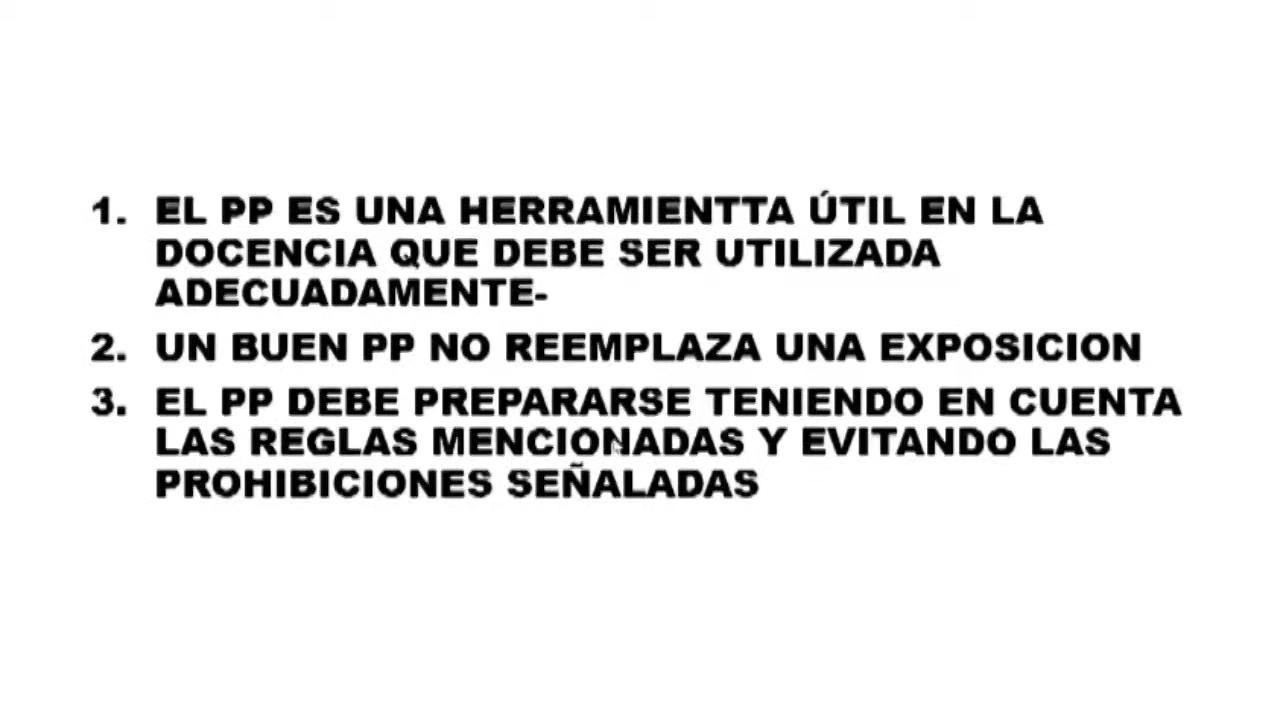 1. EL PP ES UNA HERRAMIENTTA ÚTIL EN LA
DOCENCIA QUE DEBE SER UTILIZADA
ADECUADAMENTE-
2. UN BUEN PP NO REEMPLAZA UNA EXPOSICION
3. EL PP DEBE PREPARARSE TENIENDO EN CUENTA
LAS REGLAS MENCIONADAS Y EVITANDO LAS
PROHIBICIONES SEÑALADAS